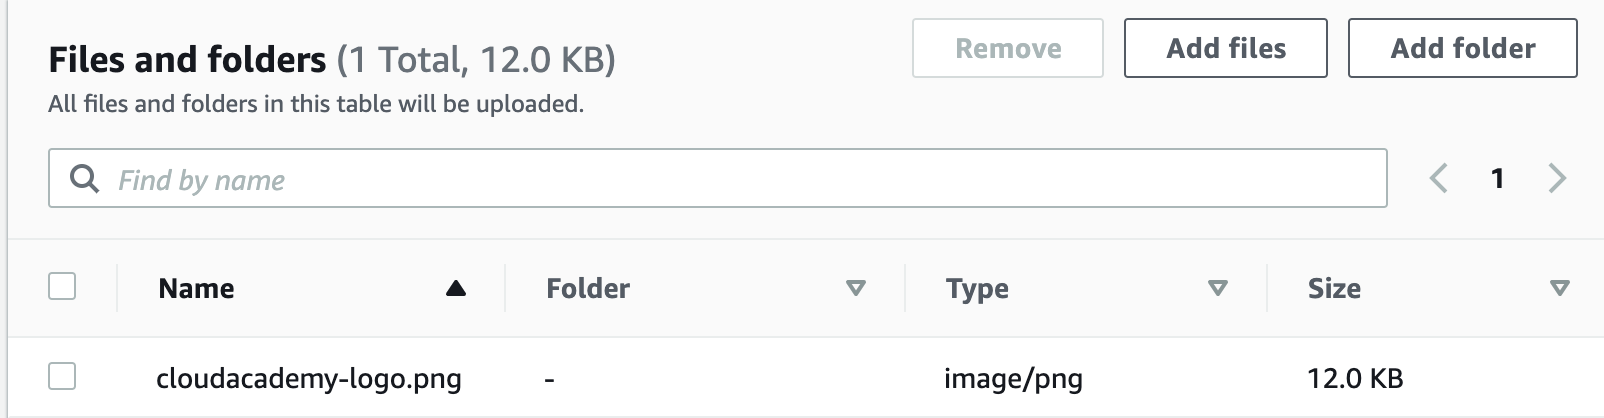 Files and folders (1 Total, 12.0 KB)
Remove
Add files
Add folder
All files and folders in this table will be uploaded.
Find by name
1
Name
Folder
Type
Size
cloudacademy-logo.png
-
image/png
12.0 KB